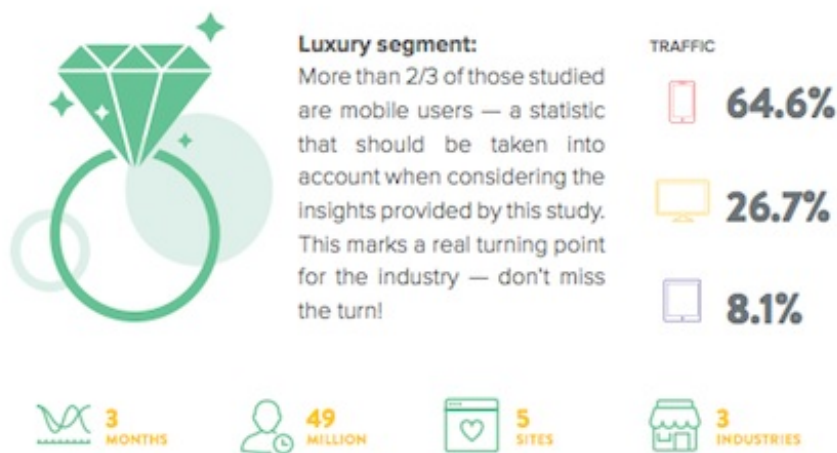 Luxury segment:
More than 2/3 of those studied
are mobile users — a statistic
that should be taken into
account when considering the
insights provided by this study.
This marks a real turning point
for the industry — don't miss
the turn!
TRAFFIC
64.6%
26.7%
8.1%
3
MONTHS
49
MILLION
5
SITES
3
INDUSTRIES